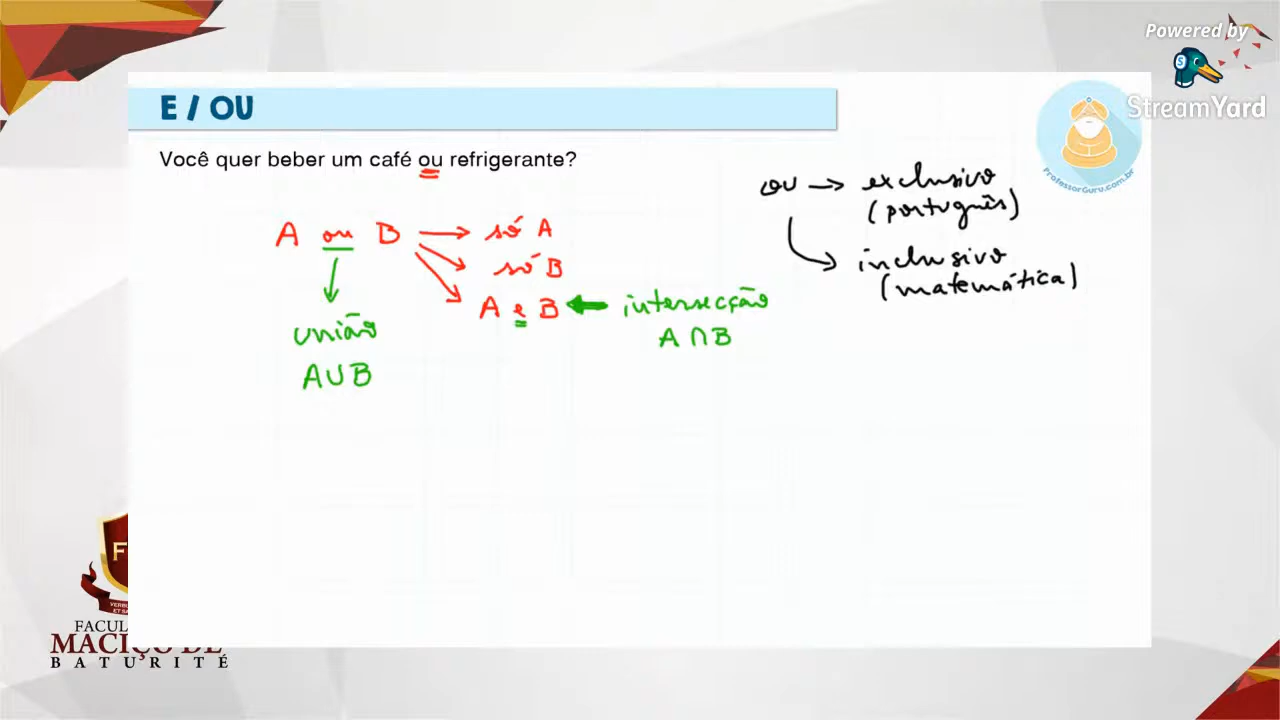 Powered by
StreamYard
E / OU
Você quer beber um café ou refrigerante?
ProfessorGuru.com.br
ou → exclusivo
(português)
inclusivo
(matemática)
A ou B → só A
só B
A e B ← intersecção
A ∩ B
união
A ∪ B
FACUL
MACIÇO DE
BATURITÉ